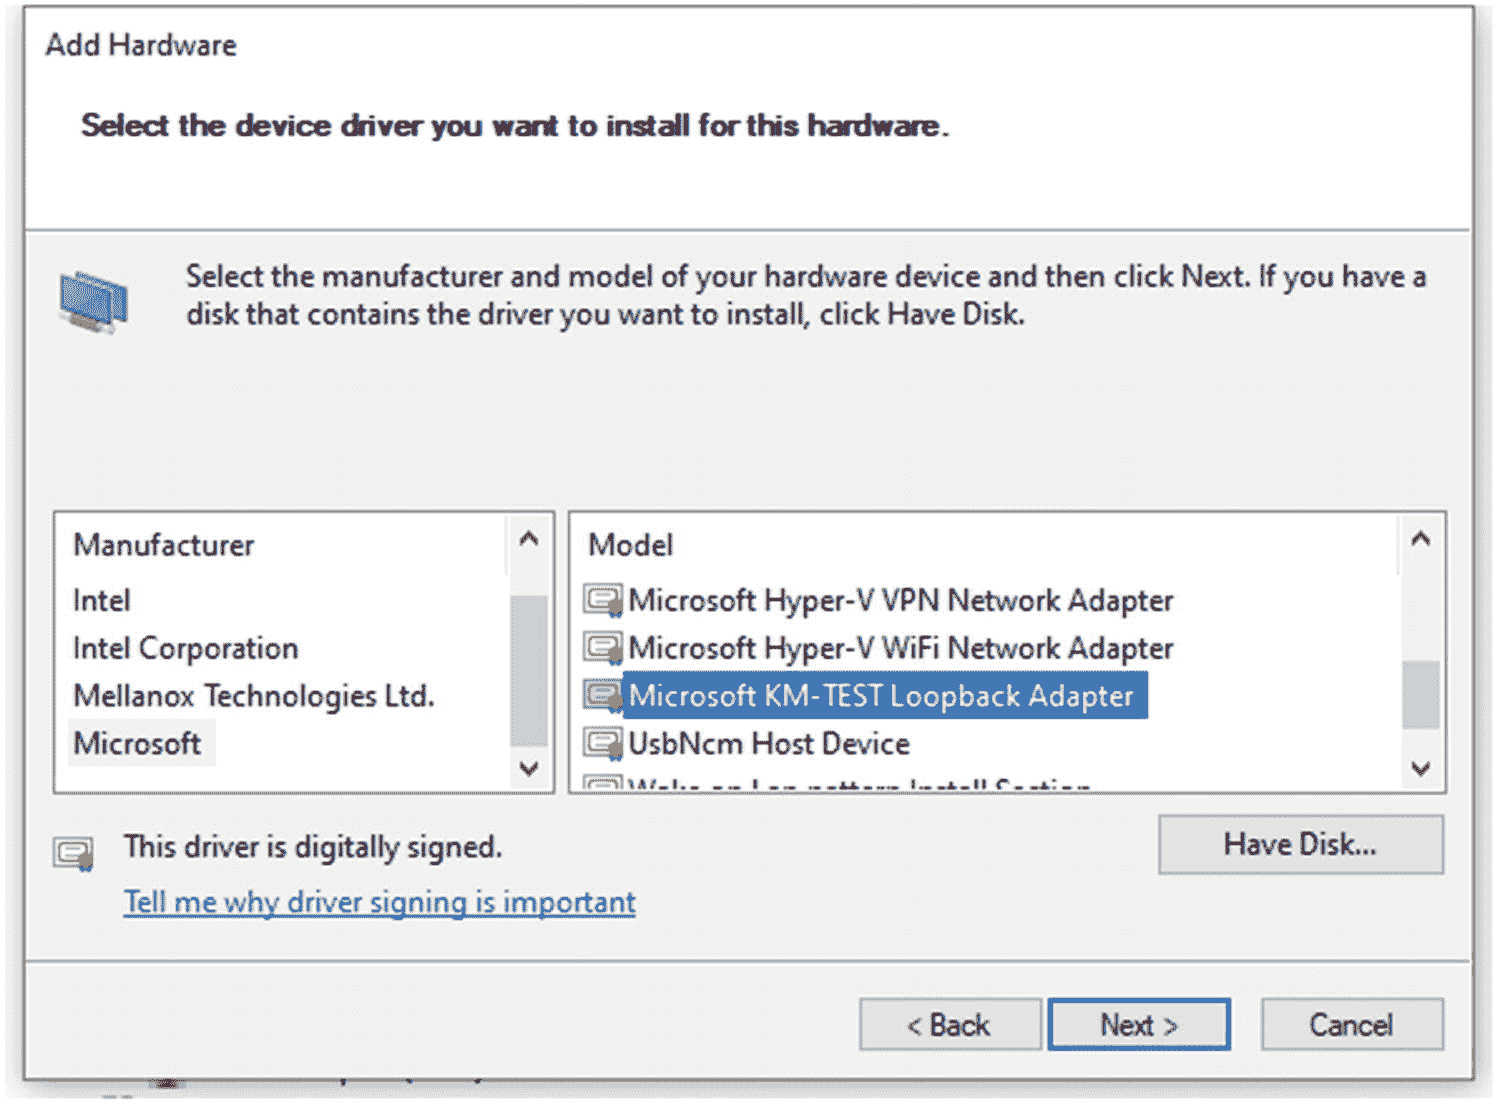 Add Hardware
Select the device driver you want to install for this hardware.
Select the manufacturer and model of your hardware device and then click Next. If you have a
disk that contains the driver you want to install, click Have Disk.
Manufacturer
Intel
Intel Corporation
Mellanox Technologies Ltd.
Microsoft
Model
Microsoft Hyper-V VPN Network Adapter
Microsoft Hyper-V WiFi Network Adapter
Microsoft KM-TEST Loopback Adapter
UsbNcm Host Device
This driver is digitally signed.
Tell me why driver signing is important
Have Disk...
< Back
Next >
Cancel